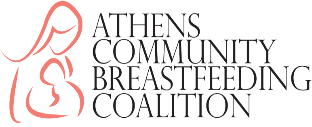 ATHENS
COMMUNITY
BREASTFEEDING
COALITION